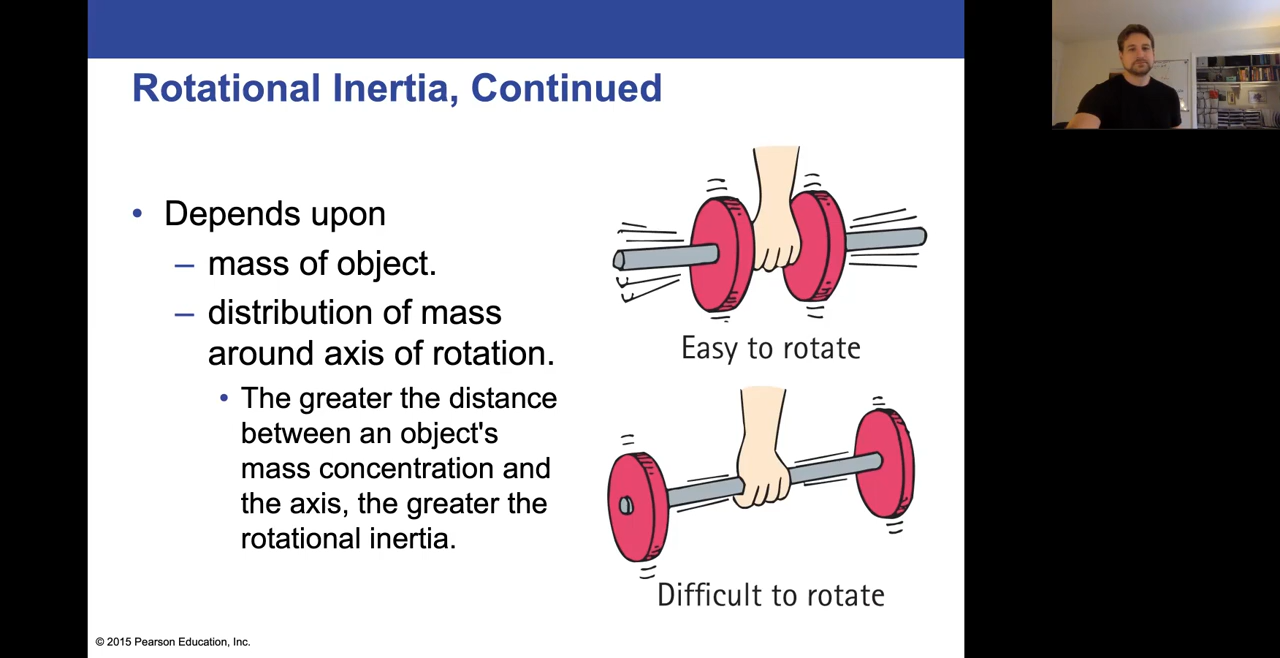 Rotational Inertia, Continued
• Depends upon
– mass of object.
– distribution of mass
around axis of rotation.
• The greater the distance
between an object's
mass concentration and
the axis, the greater the
rotational inertia.
Easy to rotate
Difficult to rotate
© 2015 Pearson Education, Inc.